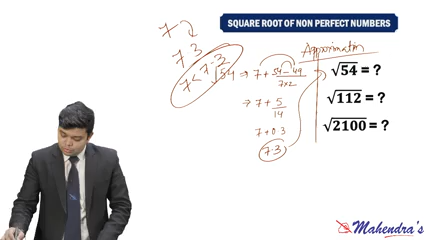 SQUARE ROOT OF NON PERFECT NUMBERS
Approximation
7
7 3
7 < 7.3
√54 ⇒ 7 + 54 - 49 / 7×2
⇒ 7 + 5 / 14
7 + 0.3
7.3
√54 = ?
√112 = ?
√2100 = ?
Mahendra's